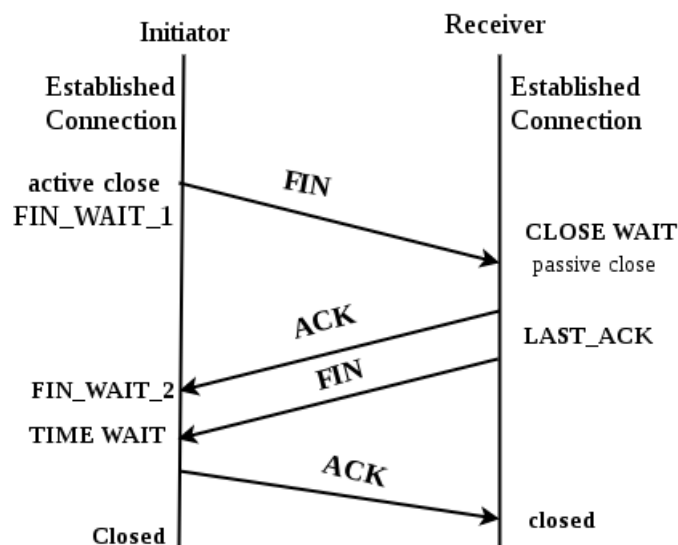 Initiator
Receiver
Established
Connection
Established
Connection
active close
FIN_WAIT_1
FIN
CLOSE WAIT
passive close
ACK
LAST_ACK
FIN
FIN_WAIT_2
TIME WAIT
ACK
closed
Closed